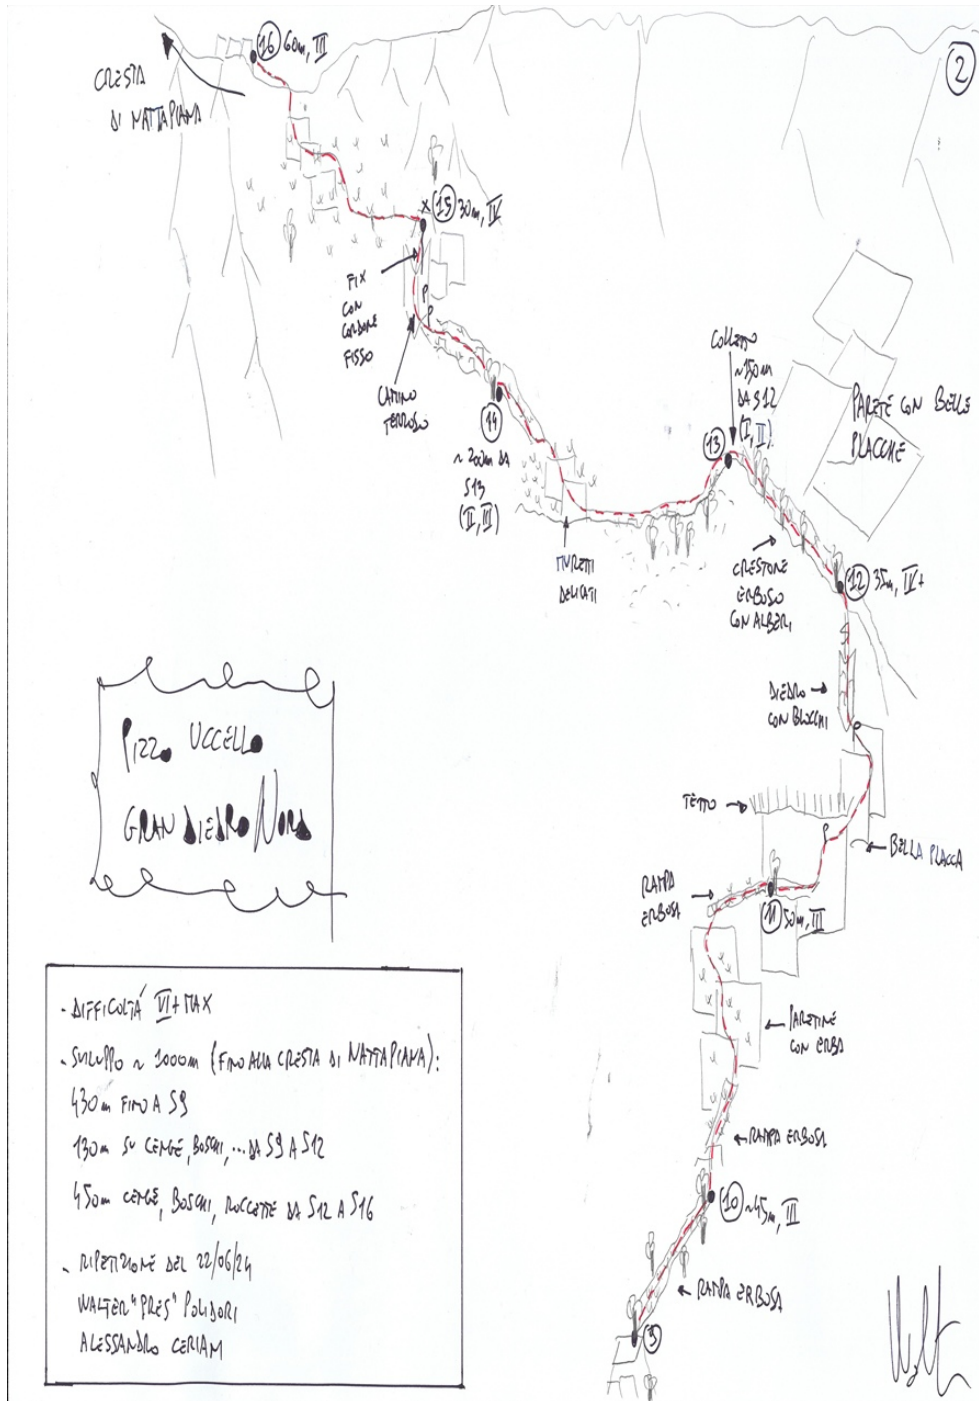 2
16 60m, III
CRESTA
DI NATTAPIANA
X 15 30m, IV
FIX
CON
CORDONE
FISSO
P
P
CAMINO
TERROSO
14
~ 200m DA
S13
(II, III)
COLLETTO
~150m
DA S12
(I, II)
13
PARETE CON BELLE
PLACCHE
MURETTI
DELICATI
CRESTONE
ERBOSO
CON ALBERI
12 35m, IV+
DIEDRO
CON BLOCCHI
P
PIZZO UCCELLO
GRAN DIEDRO NORD
TETTO
P
BELLA PLACCA
RAMPA
ERBOSA
11 50m, III
PARETINE
CON ERBA
- DIFFICOLTÀ VI+ MAX
- SVILUPPO ~ 1000m (FINO ALLA CRESTA DI NATTAPIANA):
430m FINO A S9
130m SU CENGE, BOSCHI, ... DA S9 A S12
450m CENGE, BOSCHI, ROCCETTE DA S12 A S16
- RIPETIZIONE DEL 22/06/24
WALTER "PRES" POLIDORI
ALESSANDRO CERIANI
RAMPA ERBOSA
10 ~45m, III
RAMPA ERBOSA
9
Walt